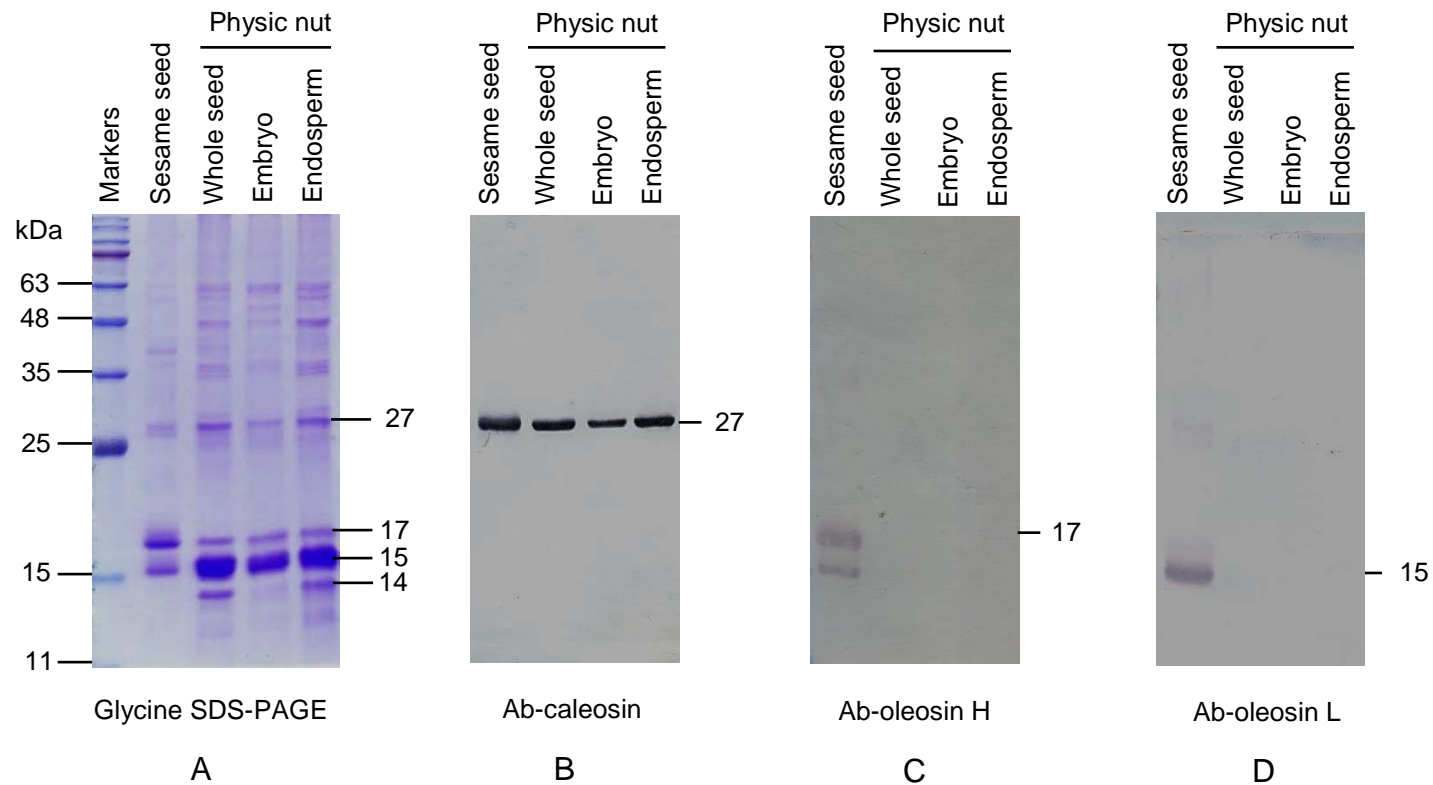 Physic nut
Markers
Sesame seed
Whole seed
Embryo
Endosperm
kDa
63
48
35
25
15
11
27
17
15
14
Glycine SDS-PAGE
A
Physic nut
Sesame seed
Whole seed
Embryo
Endosperm
27
Ab-caleosin
B
Physic nut
Sesame seed
Whole seed
Embryo
Endosperm
17
Ab-oleosin H
C
Physic nut
Sesame seed
Whole seed
Embryo
Endosperm
15
Ab-oleosin L
D